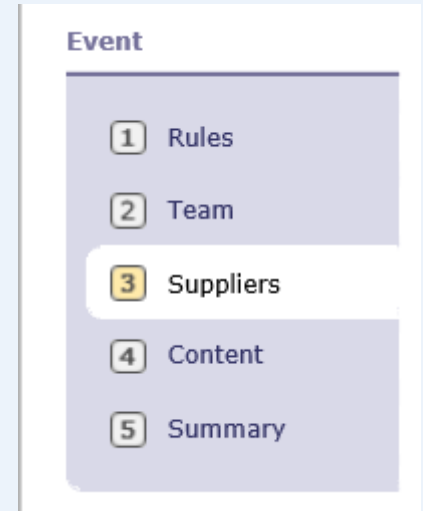 Event
1 Rules
2 Team
3 Suppliers
4 Content
5 Summary